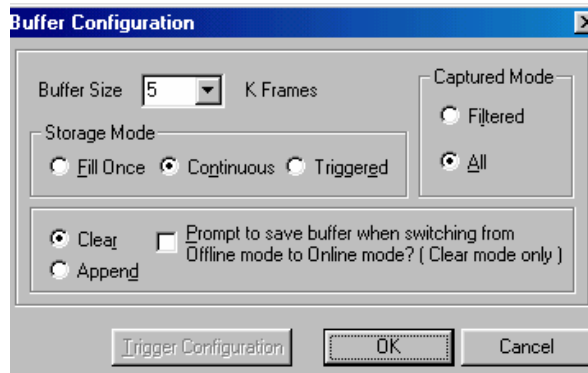 Buffer Configuration
Buffer Size 5 K Frames
Captured Mode
Filtered
All
Storage Mode
Fill Once Continuous Triggered
Clear
Append
Prompt to save buffer when switching from
Offline mode to Online mode? ( Clear mode only )
Trigger Configuration OK Cancel